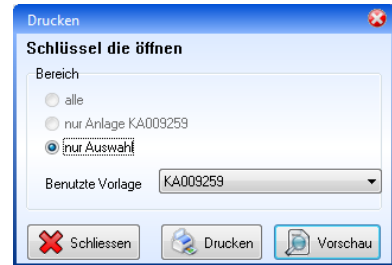 Drucken
Schlüssel die öffnen
Bereich
alle
nur Anlage KA009259
nur Auswahl
Benutzte Vorlage KA009259
Schliessen Drucken Vorschau